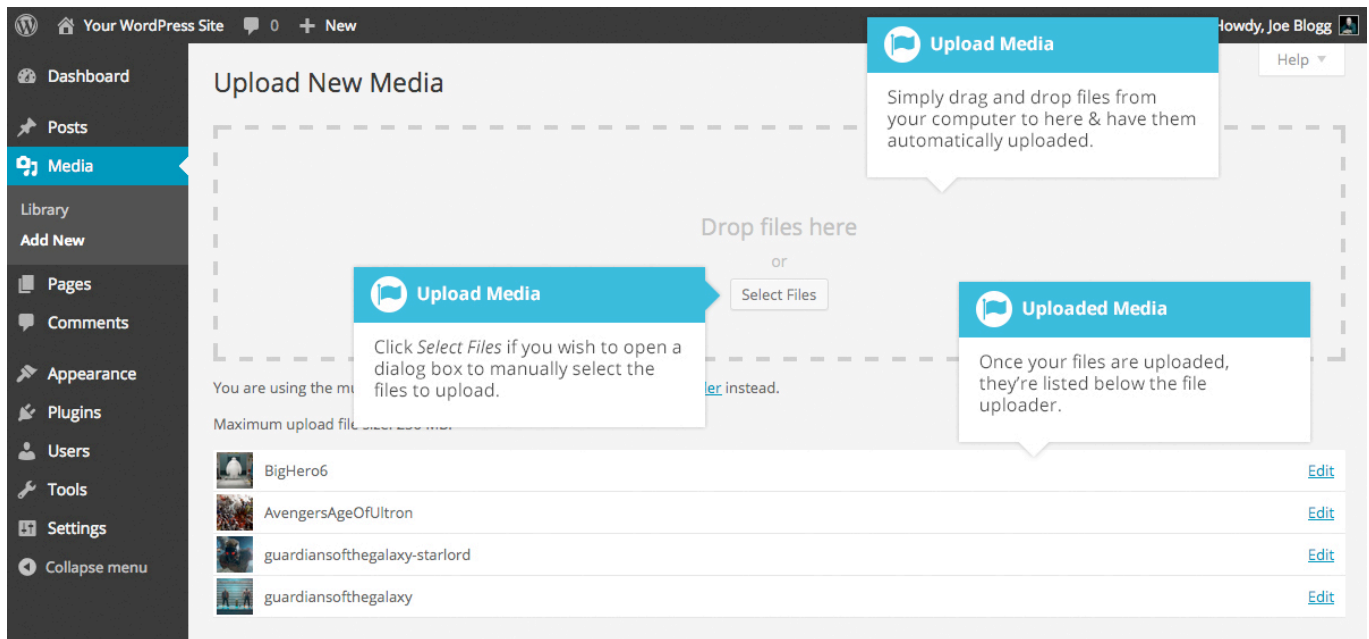 Your WordPress Site 0 + New
Howdy, Joe Blogg
Help
Dashboard
Posts
Media
Library
Add New
Pages
Comments
Appearance
Plugins
Users
Tools
Settings
Collapse menu
Upload New Media
Upload Media
Simply drag and drop files from
your computer to here & have them
automatically uploaded.
Drop files here
or
Select Files
Upload Media
Click Select Files if you wish to open a
dialog box to manually select the
files to upload.
Uploaded Media
Once your files are uploaded,
they're listed below the file
uploader.
You are using the instead.
Maximum upload file
BigHero6 Edit
AvengersAgeOfUltron Edit
guardiansofthegalaxy-starlord Edit
guardiansofthegalaxy Edit